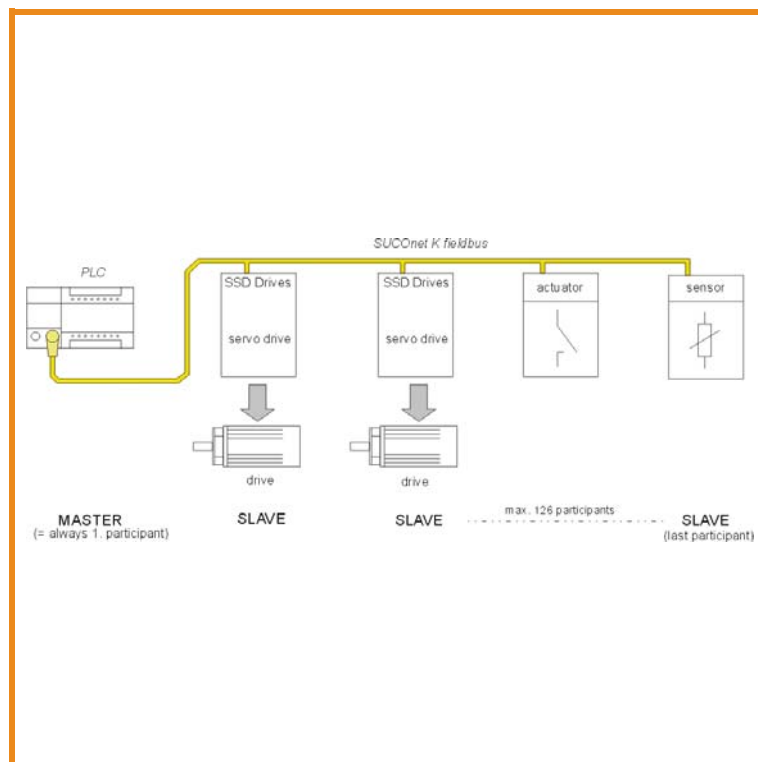 SUCOnet K fieldbus
PLC
SSD Drives
servo drive
SSD Drives
servo drive
actuator
sensor
drive
drive
MASTER
(= always 1. participant)
SLAVE
SLAVE
max. 126 participants
SLAVE
(last participant)